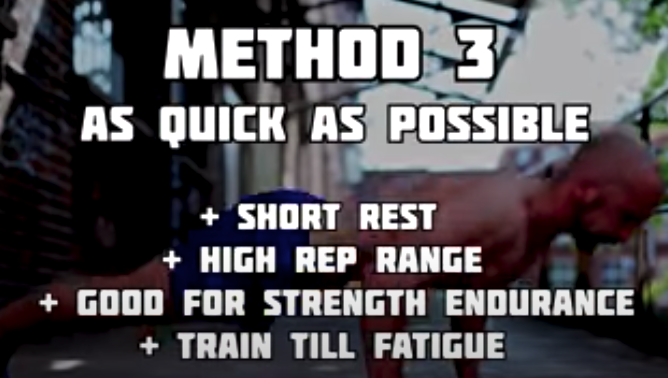 METHOD 3
AS QUICK AS POSSIBLE
+ SHORT REST
+ HIGH REP RANGE
+ GOOD FOR STRENGTH ENDURANCE
+ TRAIN TILL FATIGUE